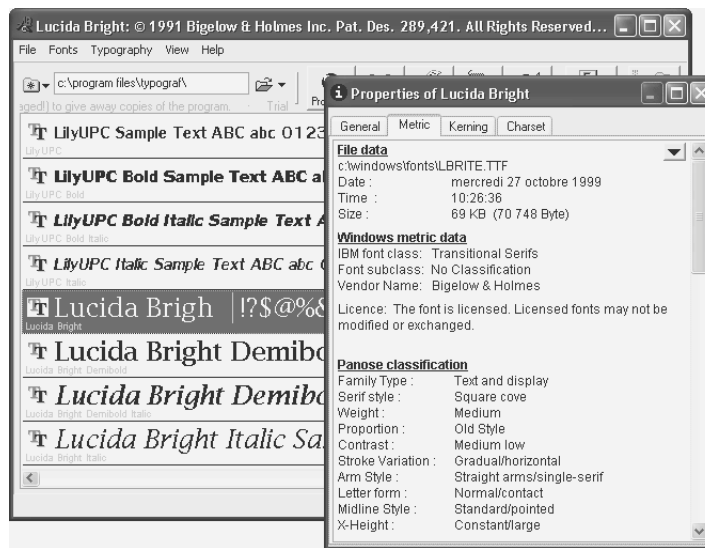 Lucida Bright: © 1991 Bigelow & Holmes Inc. Pat. Des. 289,421. All Rights Reserved...
File Fonts Typography View Help
c:\program files\typograf\
aged!) to give away copies of the program. · Trial
LilyUPC Sample Text ABC abc 0123
LilyUPC
LilyUPC Bold Sample Text ABC
LilyUPC Bold
LilyUPC Bold Italic Sample Text
LilyUPC Bold Italic
LilyUPC Italic Sample Text ABC abc
LilyUPC Italic
Lucida Brigh !?$@%&
Lucida Bright
Lucida Bright Demibo
Lucida Bright Demibold
Lucida Bright Demibo
Lucida Bright Demibold Italic
Lucida Bright Italic Sa
Lucida Bright Italic
Properties of Lucida Bright
General Metric Kerning Charset
File data
c:\windows\fonts\LBRITE.TTF
Date : mercredi 27 octobre 1999
Time : 10:26:36
Size : 69 KB (70 748 Byte)
Windows metric data
IBM font class: Transitional Serifs
Font subclass: No Classification
Vendor Name: Bigelow & Holmes
Licence: The font is licensed. Licensed fonts may not be
modified or exchanged.
Panose classification
Family Type : Text and display
Serif style : Square cove
Weight : Medium
Proportion : Old Style
Contrast : Medium low
Stroke Variation : Gradual/horizontal
Arm Style : Straight arms/single-serif
Letter form : Normal/contact
Midline Style : Standard/pointed
X-Height : Constant/large